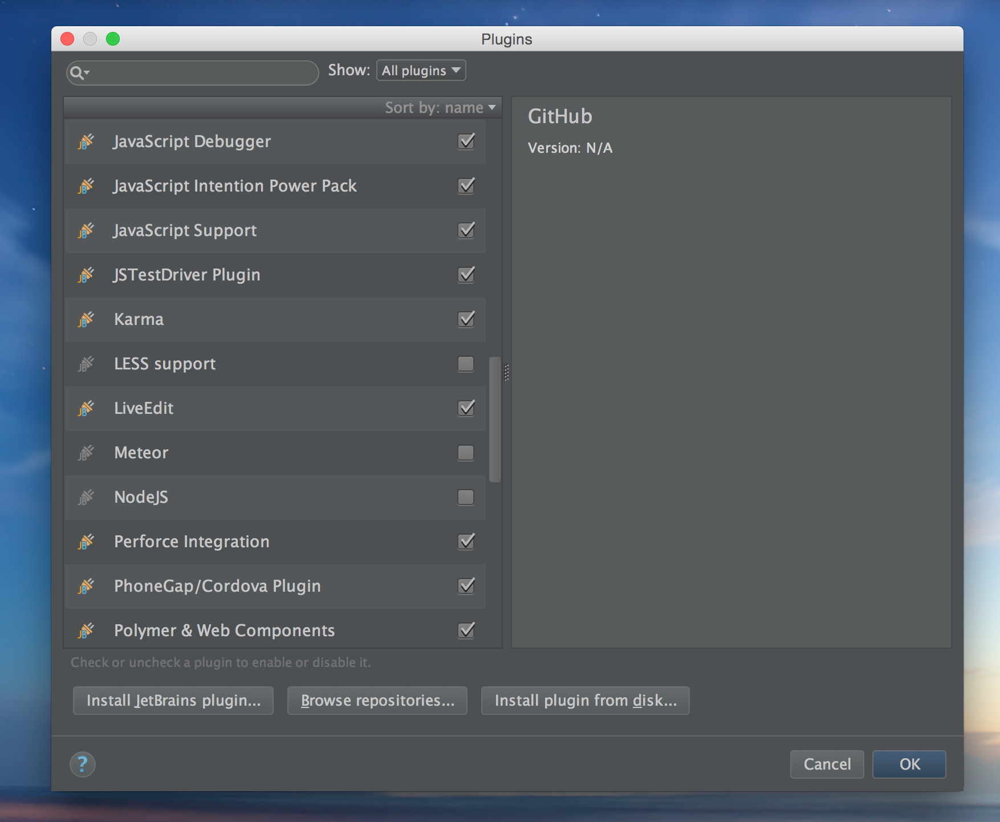 Plugins
Show: All plugins
Sort by: name
JavaScript Debugger
JavaScript Intention Power Pack
JavaScript Support
JSTestDriver Plugin
Karma
LESS support
LiveEdit
Meteor
NodeJS
Perforce Integration
PhoneGap/Cordova Plugin
Polymer & Web Components
GitHub
Version: N/A
Check or uncheck a plugin to enable or disable it.
Install JetBrains plugin... Browse repositories... Install plugin from disk...
? Cancel OK